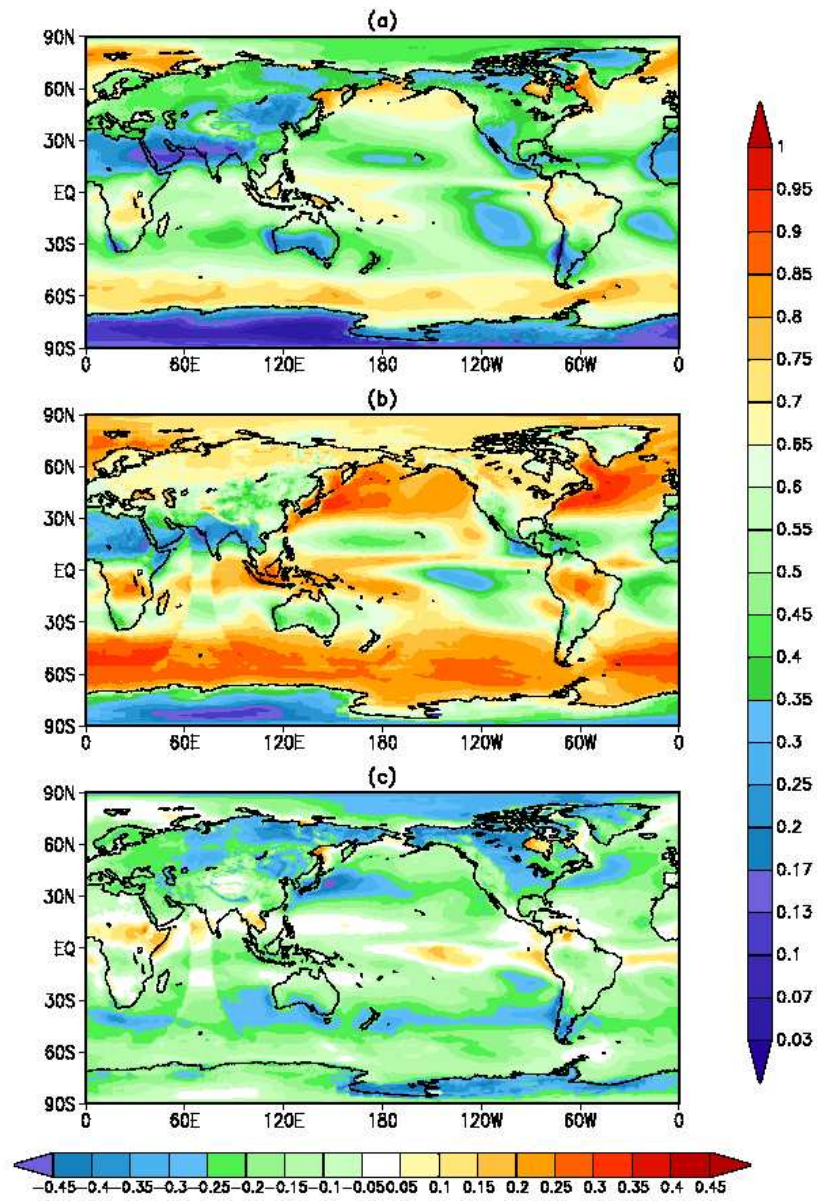 (a)
90N
60N
30N
EQ
30S
60S
90S
0 60E 120E 180 120W 60W 0
(b)
90N
60N
30N
EQ
30S
60S
90S
0 60E 120E 180 120W 60W 0
(c)
90N
60N
30N
EQ
30S
60S
90S
0 60E 120E 180 120W 60W 0
1
0.95
0.9
0.85
0.8
0.75
0.7
0.65
0.6
0.55
0.5
0.45
0.4
0.35
0.3
0.25
0.2
0.17
0.13
0.1
0.07
0.03
-0.45 -0.4 -0.35 -0.3 -0.25 -0.2 -0.15 -0.1 -0.05 0.05 0.1 0.15 0.2 0.25 0.3 0.35 0.4 0.45